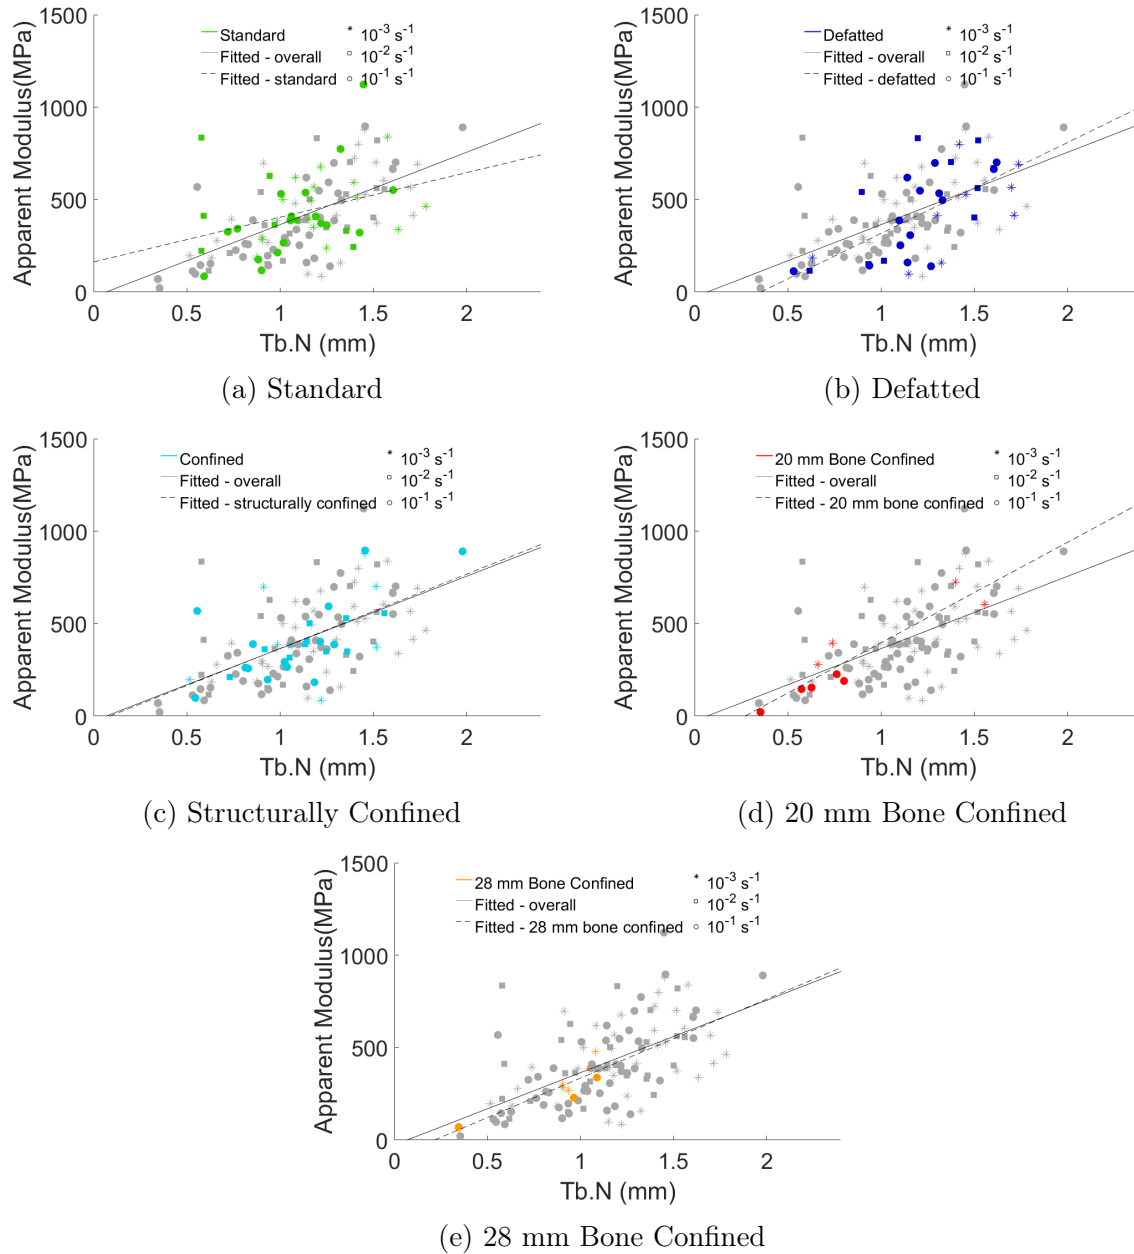 Apparent Modulus(MPa)
1500
1000
500
0
Standard
Fitted - overall
Fitted - standard
10⁻³ s⁻¹
10⁻² s⁻¹
10⁻¹ s⁻¹
0 0.5 1 1.5 2
Tb.N (mm)
(a) Standard
Apparent Modulus(MPa)
1500
1000
500
0
Defatted
Fitted - overall
Fitted - defatted
10⁻³ s⁻¹
10⁻² s⁻¹
10⁻¹ s⁻¹
0 0.5 1 1.5 2
Tb.N (mm)
(b) Defatted
Apparent Modulus(MPa)
1500
1000
500
0
Confined
Fitted - overall
Fitted - structurally confined
10⁻³ s⁻¹
10⁻² s⁻¹
10⁻¹ s⁻¹
0 0.5 1 1.5 2
Tb.N (mm)
(c) Structurally Confined
Apparent Modulus(MPa)
1500
1000
500
0
20 mm Bone Confined
Fitted - overall
Fitted - 20 mm bone confined
10⁻³ s⁻¹
10⁻² s⁻¹
10⁻¹ s⁻¹
0 0.5 1 1.5 2
Tb.N (mm)
(d) 20 mm Bone Confined
Apparent Modulus(MPa)
1500
1000
500
0
28 mm Bone Confined
Fitted - overall
Fitted - 28 mm bone confined
10⁻³ s⁻¹
10⁻² s⁻¹
10⁻¹ s⁻¹
0 0.5 1 1.5 2
Tb.N (mm)
(e) 28 mm Bone Confined